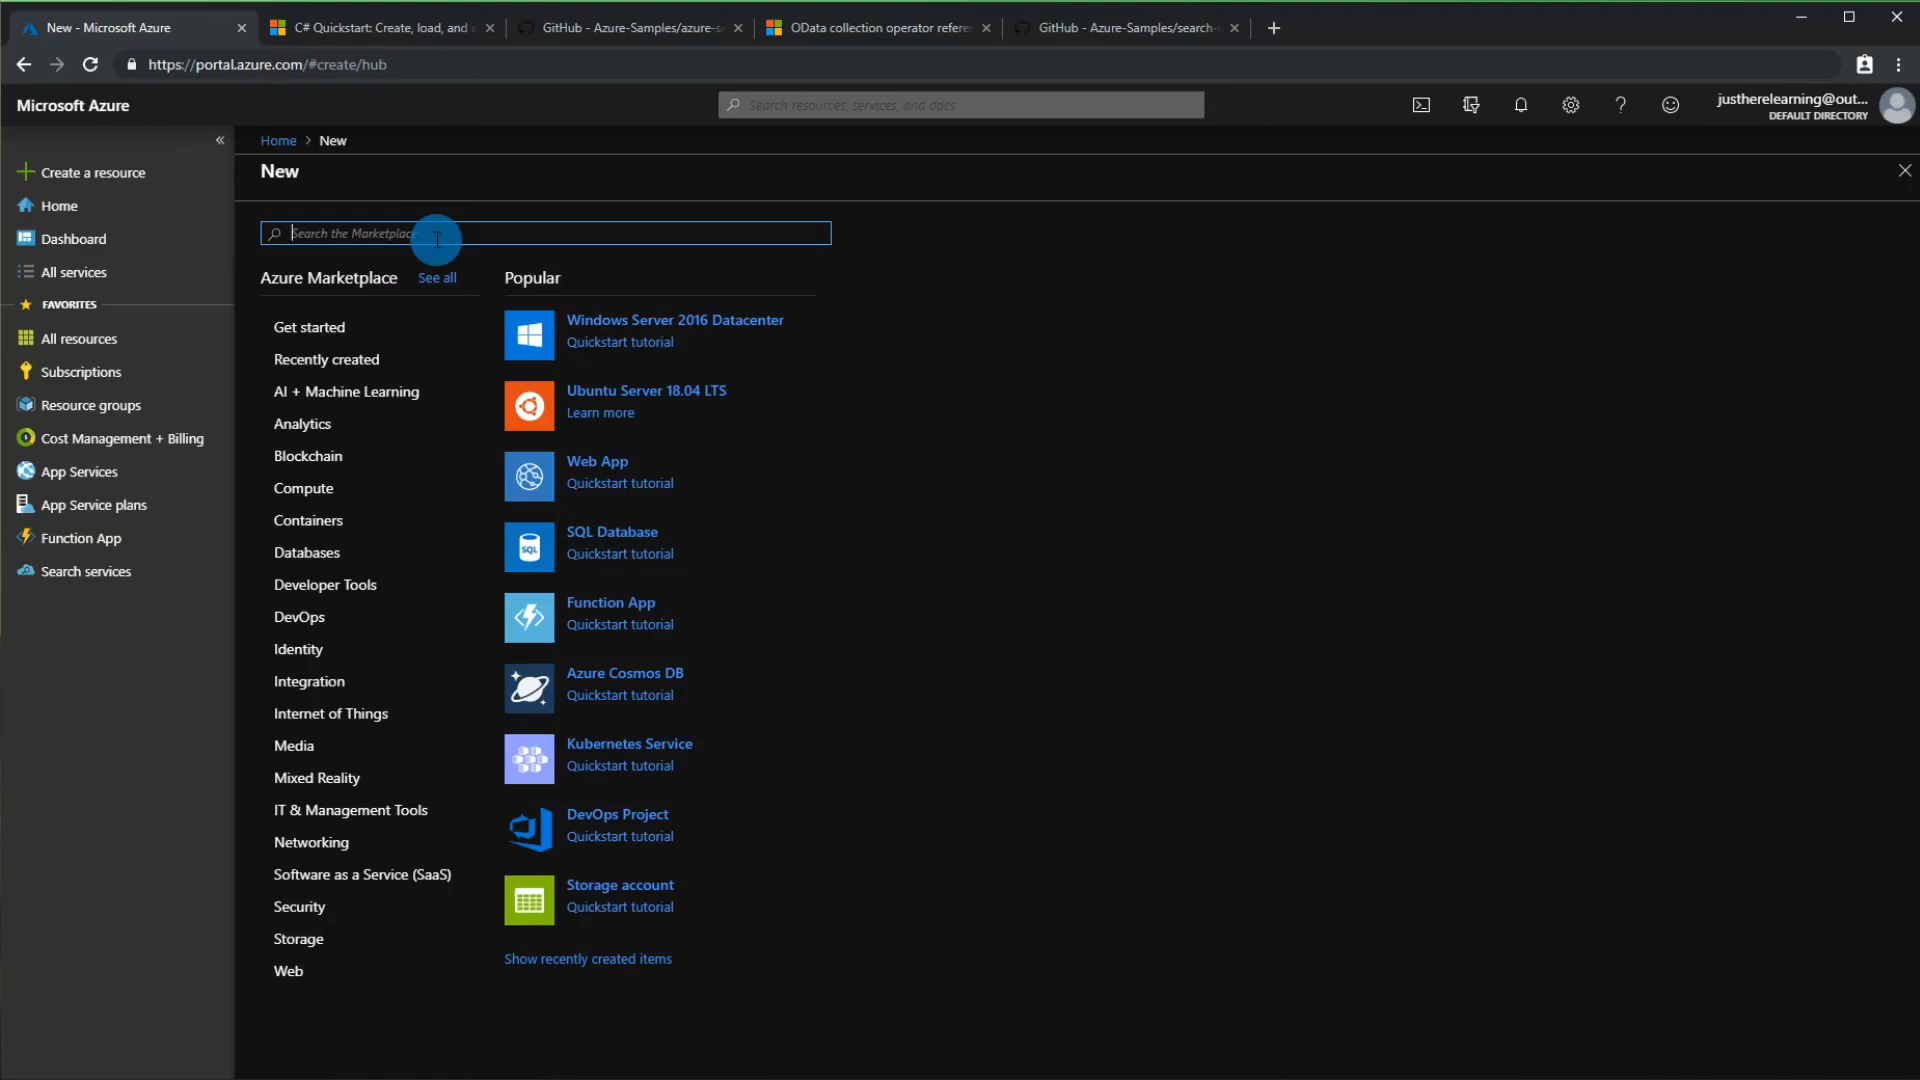 New - Microsoft Azure
C# Quickstart: Create, load, and
GitHub - Azure-Samples/azure-s
OData collection operator refere
GitHub - Azure-Samples/search-
https://portal.azure.com/#create/hub
Microsoft Azure
Search resources, services, and docs
justherelearning@out...
DEFAULT DIRECTORY
Home > New
New
Create a resource
Home
Dashboard
All services
FAVORITES
All resources
Subscriptions
Resource groups
Cost Management + Billing
App Services
App Service plans
Function App
Search services
Search the Marketplace
Azure Marketplace See all
Get started
Recently created
AI + Machine Learning
Analytics
Blockchain
Compute
Containers
Databases
Developer Tools
DevOps
Identity
Integration
Internet of Things
Media
Mixed Reality
IT & Management Tools
Networking
Software as a Service (SaaS)
Security
Storage
Web
Popular
Windows Server 2016 Datacenter
Quickstart tutorial
Ubuntu Server 18.04 LTS
Learn more
Web App
Quickstart tutorial
SQL
SQL Database
Quickstart tutorial
Function App
Quickstart tutorial
Azure Cosmos DB
Quickstart tutorial
Kubernetes Service
Quickstart tutorial
DevOps Project
Quickstart tutorial
Storage account
Quickstart tutorial
Show recently created items